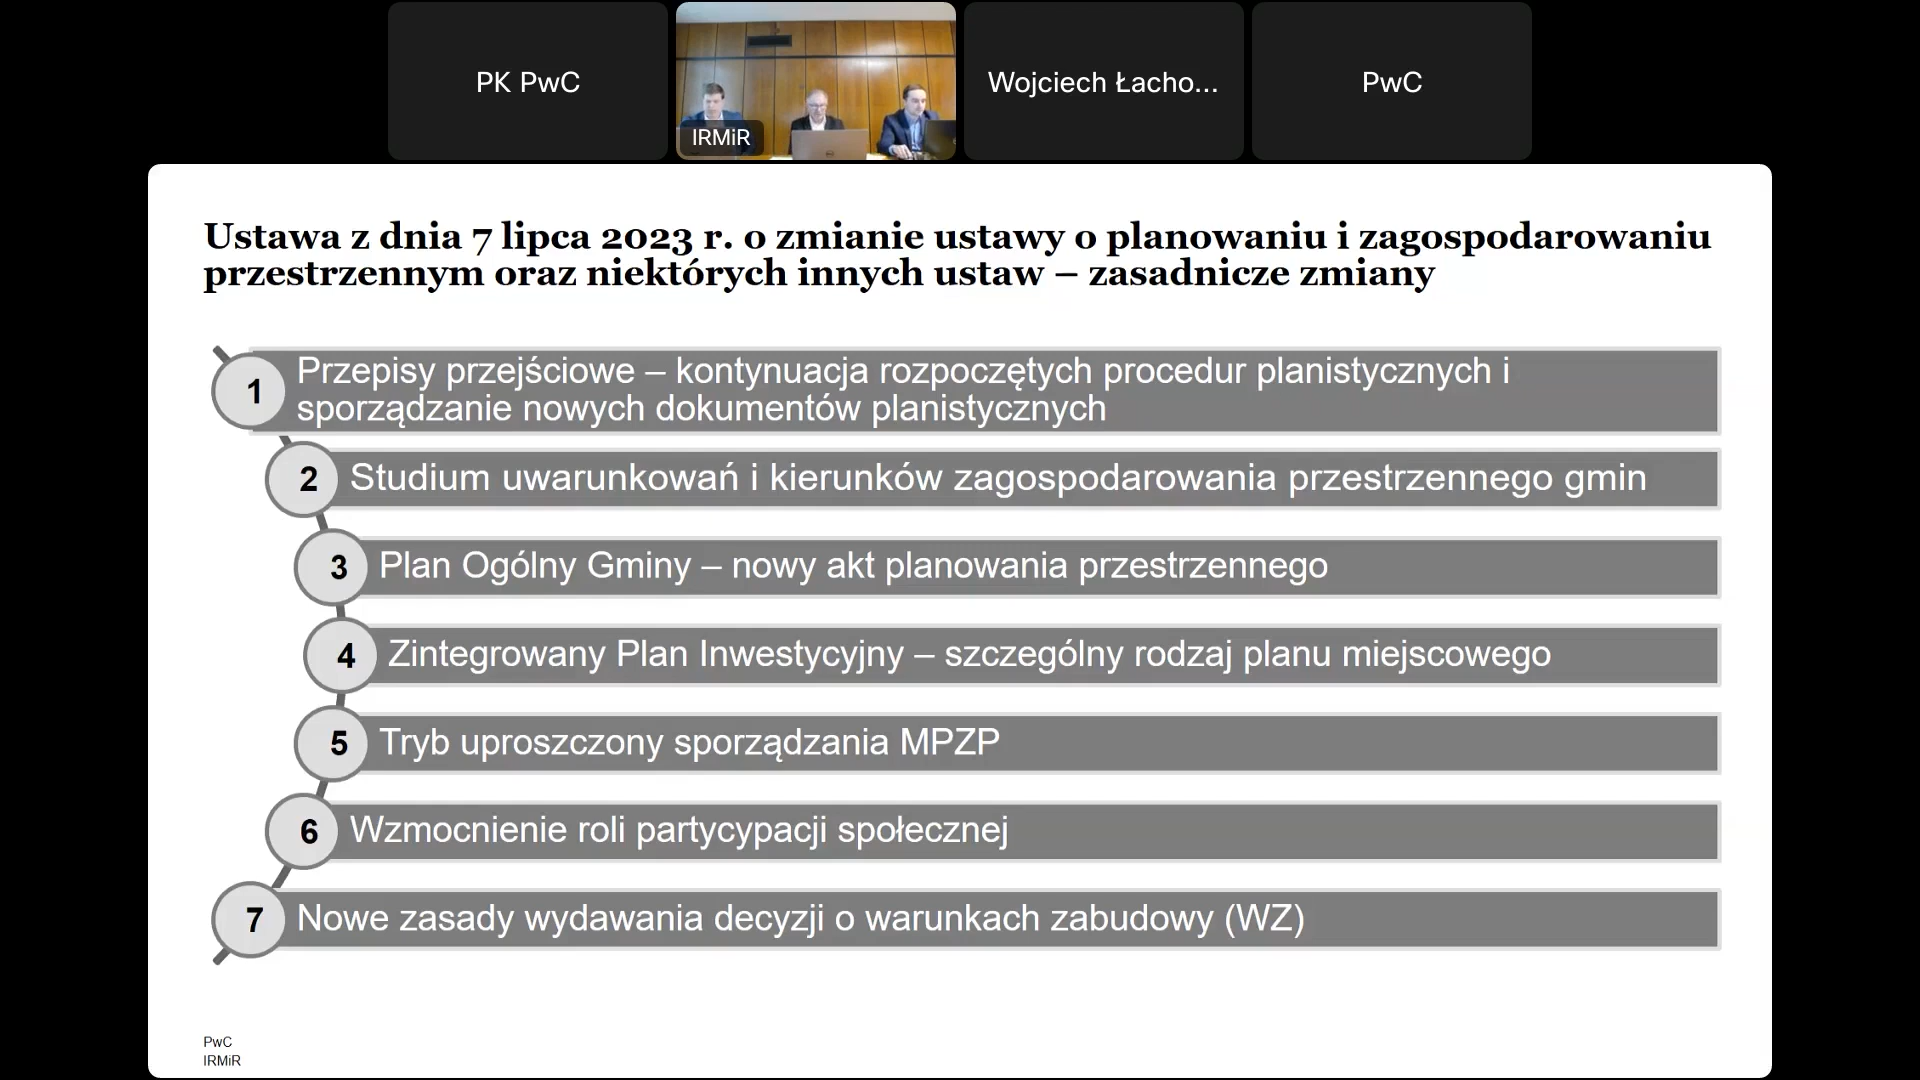 PK PwC
IRMiR
Wojciech Łacho...
PwC
Ustawa z dnia 7 lipca 2023 r. o zmianie ustawy o planowaniu i zagospodarowaniu
przestrzennym oraz niektórych innych ustaw – zasadnicze zmiany
1
Przepisy przejściowe – kontynuacja rozpoczętych procedur planistycznych i
sporządzanie nowych dokumentów planistycznych
2
Studium uwarunkowań i kierunków zagospodarowania przestrzennego gmin
3
Plan Ogólny Gminy – nowy akt planowania przestrzennego
4
Zintegrowany Plan Inwestycyjny – szczególny rodzaj planu miejscowego
5
Tryb uproszczony sporządzania MPZP
6
Wzmocnienie roli partycypacji społecznej
7
Nowe zasady wydawania decyzji o warunkach zabudowy (WZ)
PwC
IRMiR